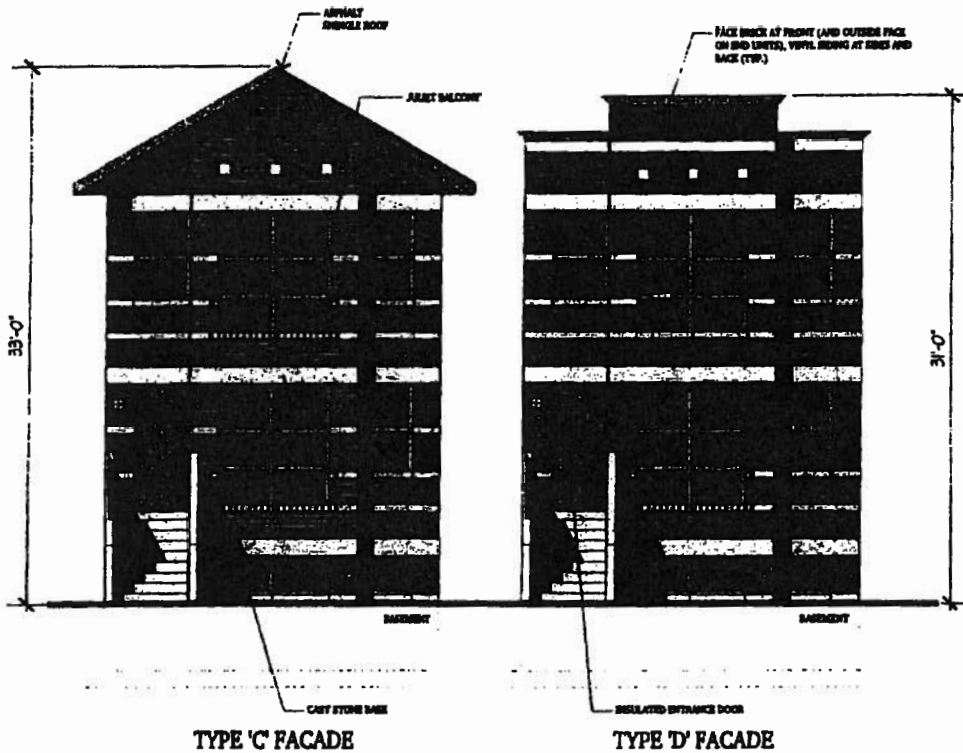 ASPHALT
SHINGLE ROOF
FACE BRICK AT FRONT (AND OUTSIDE FACE
ON END UNITS), VINYL SIDING AT SIDES AND
BACK (TYP.)
JULIET BALCONY
33'-0"
31'-0"
BASEMENT
BASEMENT
CAST STONE BASE
INSULATED ENTRANCE DOOR
TYPE 'C' FACADE
TYPE 'D' FACADE